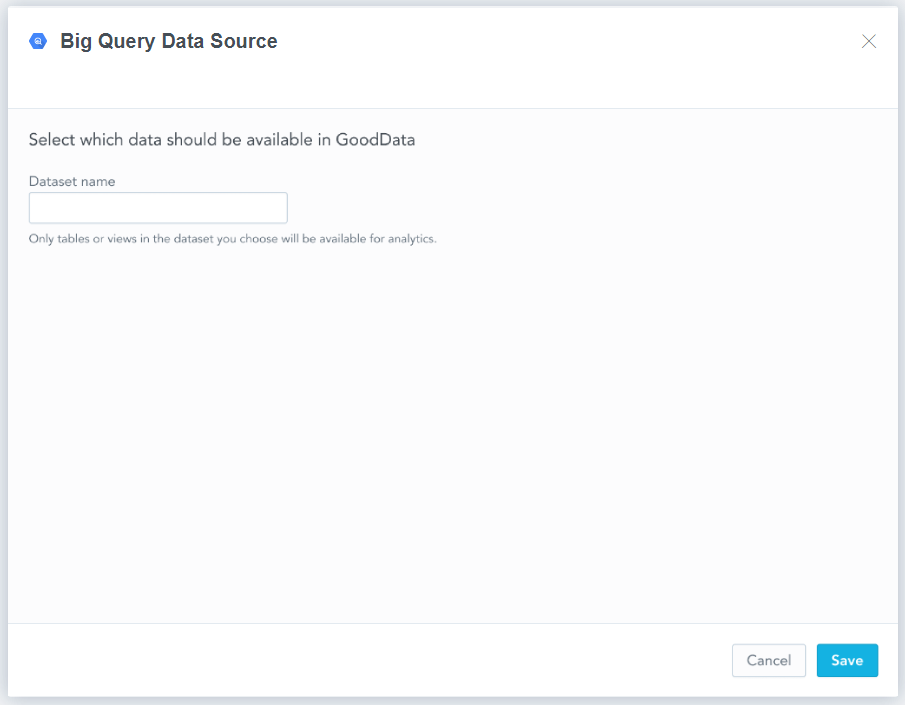 Big Query Data Source
Select which data should be available in GoodData
Dataset name
Only tables or views in the dataset you choose will be available for analytics.
Cancel
Save